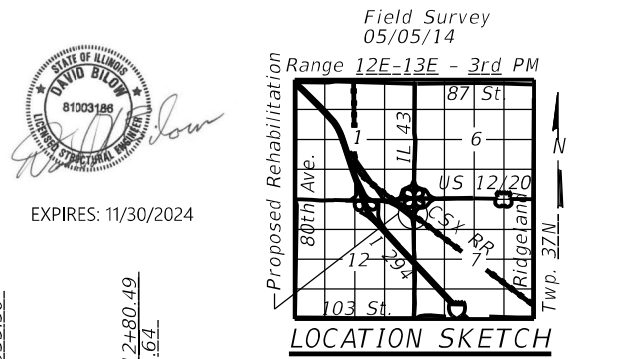 Field Survey
05/05/14
Range 12E-13E - 3rd PM
STATE OF ILLINOIS
DAVID BILOW
81003186
LICENSED STRUCTURAL ENGINEER
EXPIRES: 11/30/2024
Proposed Rehabilitation
87 St.
1
IL 43
6
N
US 12/20
80th Ave.
CSX RR
Ridgeland
Twp. 37N
12
I 294
7
103 St.
LOCATION SKETCH
2+80.49
.64